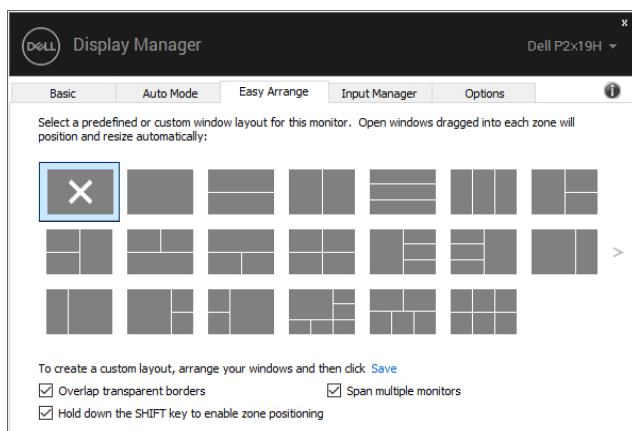 x
DELL Display Manager Dell P2x19H
Basic Auto Mode Easy Arrange Input Manager Options
Select a predefined or custom window layout for this monitor. Open windows dragged into each zone will
position and resize automatically:
>
To create a custom layout, arrange your windows and then click Save
Overlap transparent borders Span multiple monitors
Hold down the SHIFT key to enable zone positioning